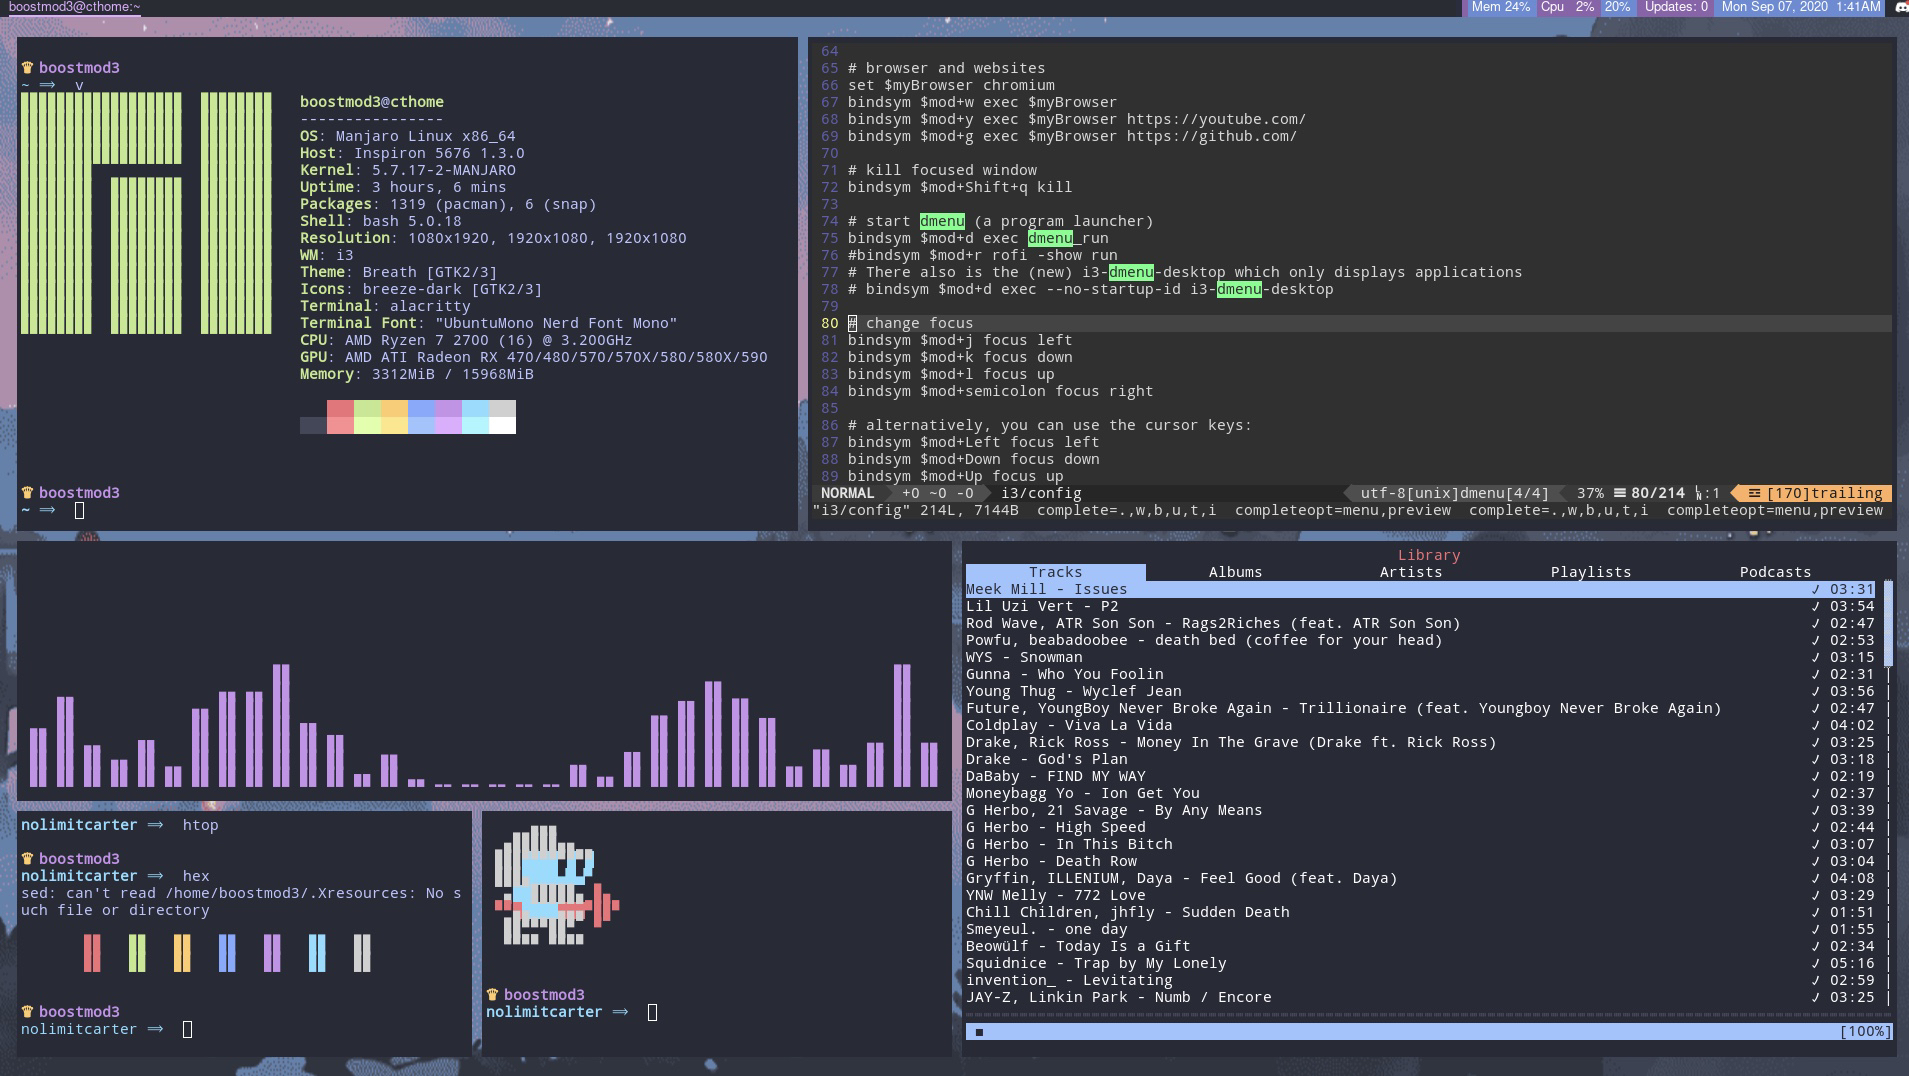 boostmod3@cthome:~
Mem 24% Cpu 2% 20% Updates: 0 Mon Sep 07, 2020 1:41AM
boostmod3
~ ⟹ v
boostmod3@cthome
----------------
OS: Manjaro Linux x86_64
Host: Inspiron 5676 1.3.0
Kernel: 5.7.17-2-MANJARO
Uptime: 3 hours, 6 mins
Packages: 1319 (pacman), 6 (snap)
Shell: bash 5.0.18
Resolution: 1080x1920, 1920x1080, 1920x1080
WM: i3
Theme: Breath [GTK2/3]
Icons: breeze-dark [GTK2/3]
Terminal: alacritty
Terminal Font: "UbuntuMono Nerd Font Mono"
CPU: AMD Ryzen 7 2700 (16) @ 3.200GHz
GPU: AMD ATI Radeon RX 470/480/570/570X/580/580X/590
Memory: 3312MiB / 15968MiB
boostmod3
~ ⟹
64
65 # browser and websites
66 set $myBrowser chromium
67 bindsym $mod+w exec $myBrowser
68 bindsym $mod+y exec $myBrowser https://youtube.com/
69 bindsym $mod+g exec $myBrowser https://github.com/
70
71 # kill focused window
72 bindsym $mod+Shift+q kill
73
74 # start dmenu (a program launcher)
75 bindsym $mod+d exec dmenu_run
76 #bindsym $mod+r rofi -show run
77 # There also is the (new) i3-dmenu-desktop which only displays applications
78 # bindsym $mod+d exec --no-startup-id i3-dmenu-desktop
79
80 # change focus
81 bindsym $mod+j focus left
82 bindsym $mod+k focus down
83 bindsym $mod+l focus up
84 bindsym $mod+semicolon focus right
85
86 # alternatively, you can use the cursor keys:
87 bindsym $mod+Left focus left
88 bindsym $mod+Down focus down
89 bindsym $mod+Up focus up
NORMAL +0 ~0 -0 i3/config utf-8[unix]dmenu[4/4] 37% ☰ 80/214 ㏑:1 ☲ [170]trailing
"i3/config" 214L, 7144B complete=.,w,b,u,t,i completeopt=menu,preview complete=.,w,b,u,t,i completeopt=menu,preview
nolimitcarter ⟹ htop
boostmod3
nolimitcarter ⟹ hex
sed: can't read /home/boostmod3/.Xresources: No s
uch file or directory
boostmod3
nolimitcarter ⟹
boostmod3
nolimitcarter ⟹
Library
Tracks Albums Artists Playlists Podcasts
Meek Mill - Issues ✓ 03:31
Lil Uzi Vert - P2 ✓ 03:54
Rod Wave, ATR Son Son - Rags2Riches (feat. ATR Son Son) ✓ 02:47
Powfu, beabadoobee - death bed (coffee for your head) ✓ 02:53
WYS - Snowman ✓ 03:15
Gunna - Who You Foolin ✓ 02:31
Young Thug - Wyclef Jean ✓ 03:56
Future, YoungBoy Never Broke Again - Trillionaire (feat. Youngboy Never Broke Again) ✓ 02:47
Coldplay - Viva La Vida ✓ 04:02
Drake, Rick Ross - Money In The Grave (Drake ft. Rick Ross) ✓ 03:25
Drake - God's Plan ✓ 03:18
DaBaby - FIND MY WAY ✓ 02:19
Moneybagg Yo - Ion Get You ✓ 02:37
G Herbo, 21 Savage - By Any Means ✓ 03:39
G Herbo - High Speed ✓ 02:44
G Herbo - In This Bitch ✓ 03:07
G Herbo - Death Row ✓ 03:04
Gryffin, ILLENIUM, Daya - Feel Good (feat. Daya) ✓ 04:08
YNW Melly - 772 Love ✓ 03:29
Chill Children, jhfly - Sudden Death ✓ 01:51
Smeyeul. - one day ✓ 01:55
Beowülf - Today Is a Gift ✓ 02:34
Squidnice - Trap by My Lonely ✓ 05:16
invention_ - Levitating ✓ 02:59
JAY-Z, Linkin Park - Numb / Encore ✓ 03:25
[100%]